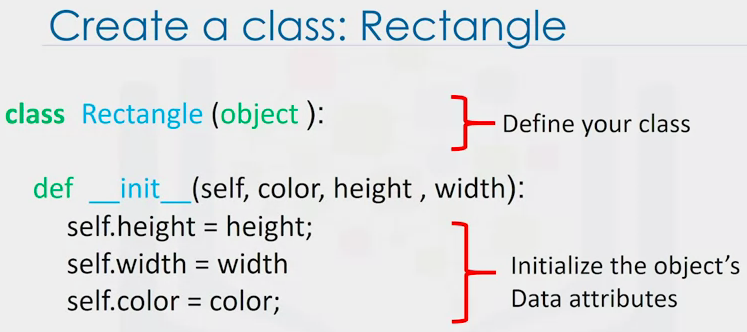 Create a class: Rectangle
class Rectangle (object ):
Define your class
def __init__(self, color, height , width):
self.height = height;
self.width = width
self.color = color;
Initialize the object’s
Data attributes